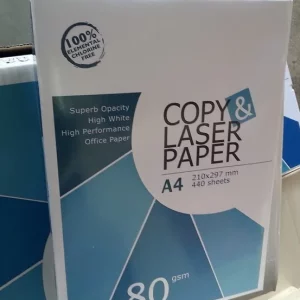 100%
ELEMENTAL
CHLORINE
FREE
Superb Opacity
High White
High Performance
Office Paper
COPY &
LASER
PAPER
A4 210x297 mm
440 sheets
80 gsm